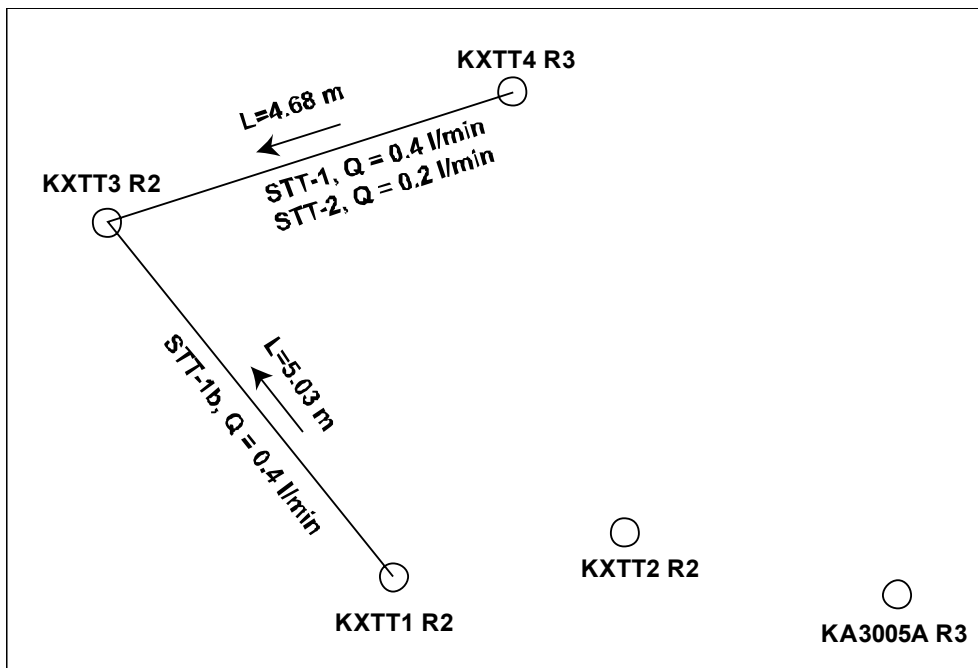 KXTT4 R3
L=4.68 m
KXTT3 R2
STT-1, Q = 0.4 l/min
STT-2, Q = 0.2 l/min
L=5.03 m
STT-1b, Q = 0.4 l/min
KXTT2 R2
KXTT1 R2
KA3005A R3